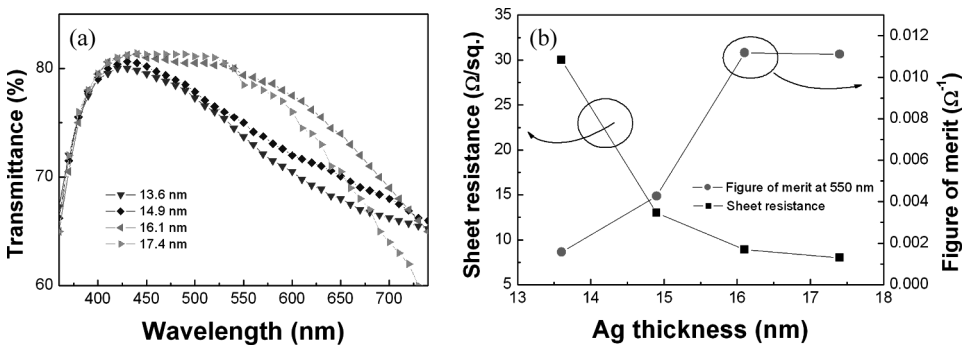 (a)
Transmittance (%)
80
70
60
13.6 nm
14.9 nm
16.1 nm
17.4 nm
400 450 500 550 600 650 700
Wavelength (nm)
(b)
Sheet resistance (Ω/sq.)
35
30
25
20
15
10
5
Figure of merit at 550 nm
Sheet resistance
13 14 15 16 17 18
Ag thickness (nm)
0.012
0.010
0.008
0.006
0.004
0.002
0.000
Figure of merit (Ω⁻¹)